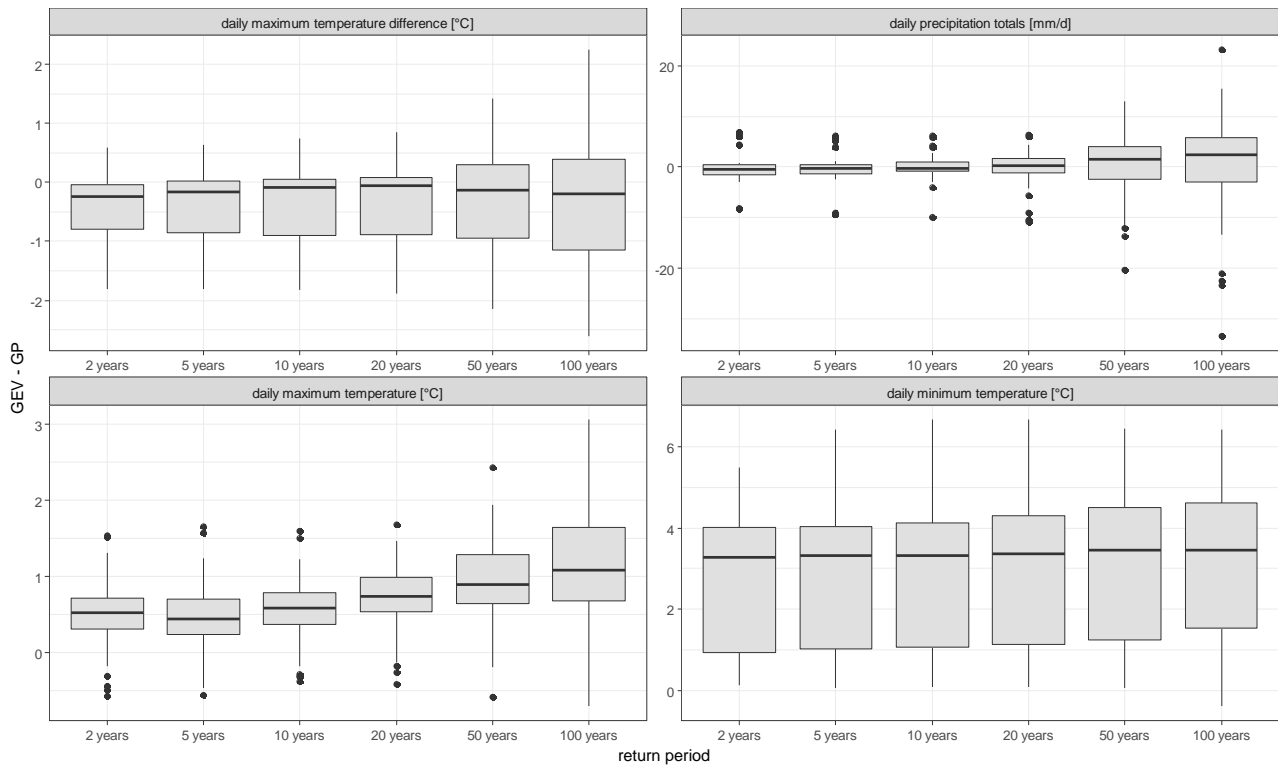 daily maximum temperature difference [°C]
daily precipitation totals [mm/d]
2
1
0
-1
-2
20
0
-20
2 years
5 years
10 years
20 years
50 years
100 years
2 years
5 years
10 years
20 years
50 years
100 years
GEV - GP
daily maximum temperature [°C]
daily minimum temperature [°C]
3
2
1
0
6
4
2
0
2 years
5 years
10 years
20 years
50 years
100 years
2 years
5 years
10 years
20 years
50 years
100 years
return period